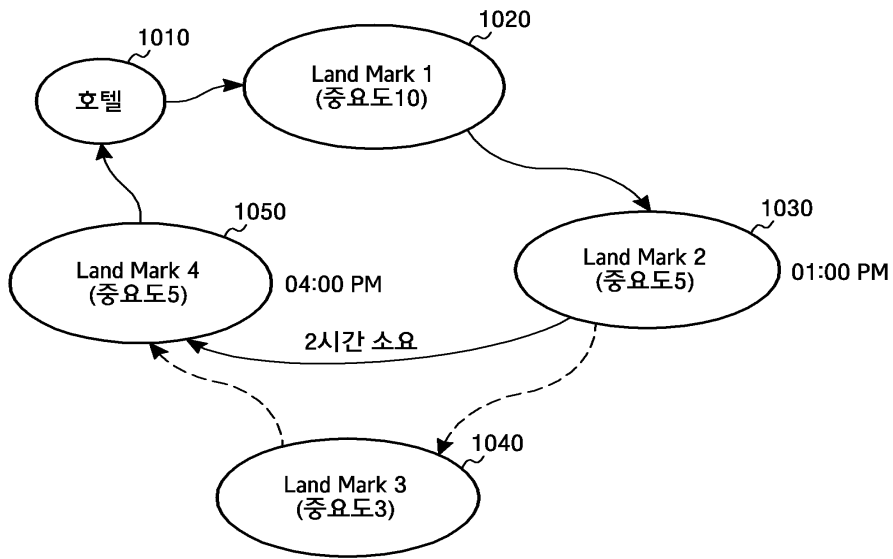 1010
호텔
1020
Land Mark 1
(중요도10)
1030
Land Mark 2
(중요도5)
01:00 PM
1050
Land Mark 4
(중요도5)
04:00 PM
2시간 소요
1040
Land Mark 3
(중요도3)